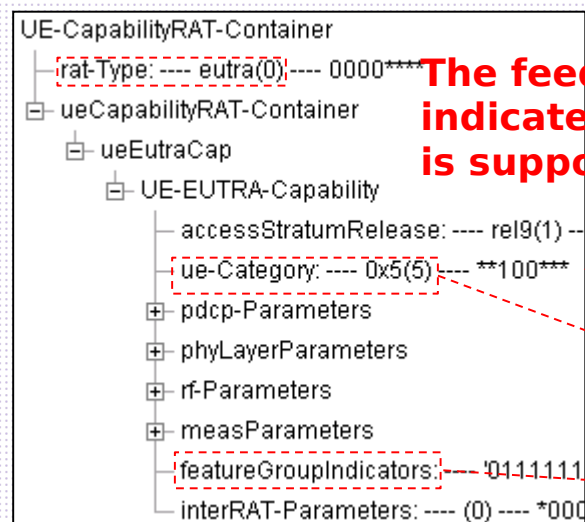 UE-CapabilityRAT-Container
rat-Type: ---- eutra(0) ---- 0000****
The feed
indicate
is suppo
ueCapabilityRAT-Container
ueEutraCap
UE-EUTRA-Capability
accessStratumRelease: ---- rel9(1) --
ue-Category: ---- 0x5(5) ---- **100***
pdcp-Parameters
phyLayerParameters
rf-Parameters
measParameters
featureGroupIndicators: ---- '0111111
interRAT-Parameters: ---- (0) ---- *000